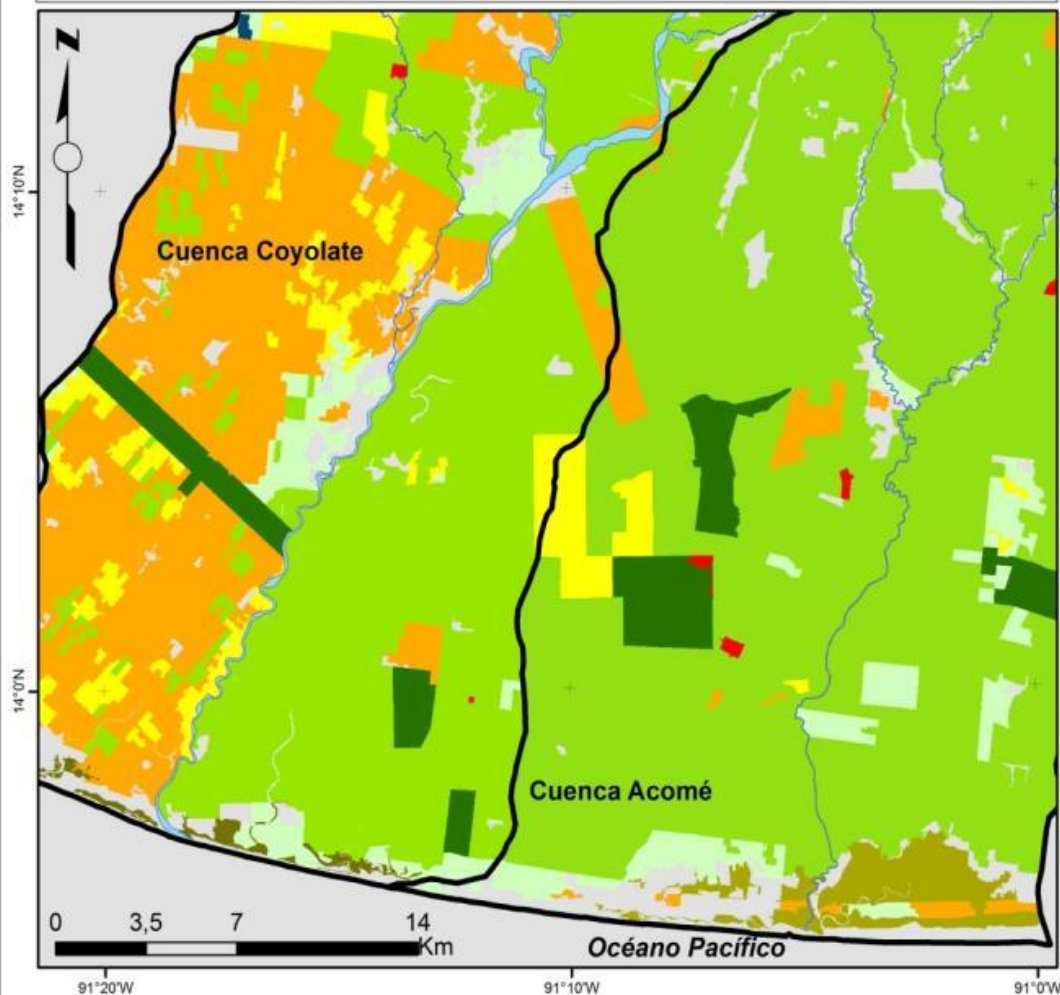 N
14°10'N
Cuenca Coyolate
14°0'N
Cuenca Acomé
0 3,5 7 14
Km
Océano Pacífico
91°20'W 91°10'W 91°0'W